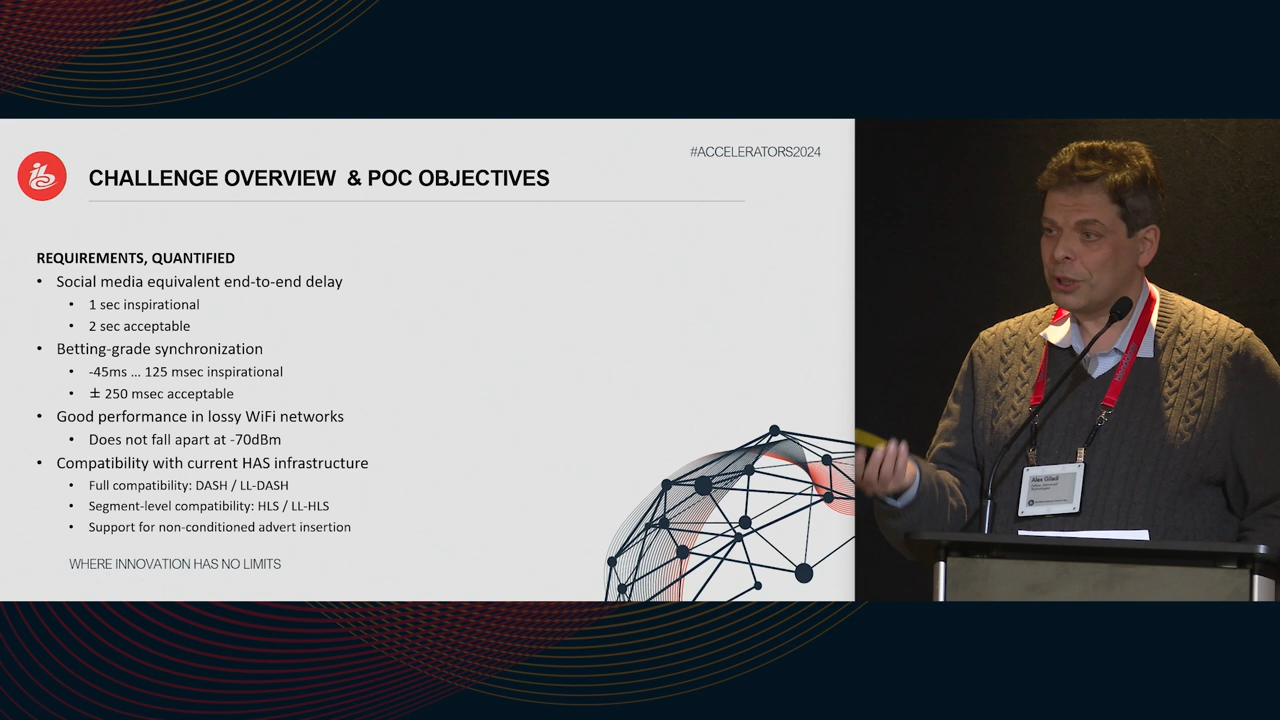 #ACCELERATORS2024
ibc
CHALLENGE OVERVIEW & POC OBJECTIVES
REQUIREMENTS, QUANTIFIED
• Social media equivalent end-to-end delay
• 1 sec inspirational
• 2 sec acceptable
• Betting-grade synchronization
• -45ms ... 125 msec inspirational
• ± 250 msec acceptable
• Good performance in lossy WiFi networks
• Does not fall apart at -70dBm
• Compatibility with current HAS infrastructure
• Full compatibility: DASH / LL-DASH
• Segment-level compatibility: HLS / LL-HLS
• Support for non-conditioned advert insertion
WHERE INNOVATION HAS NO LIMITS
Alex Giladi